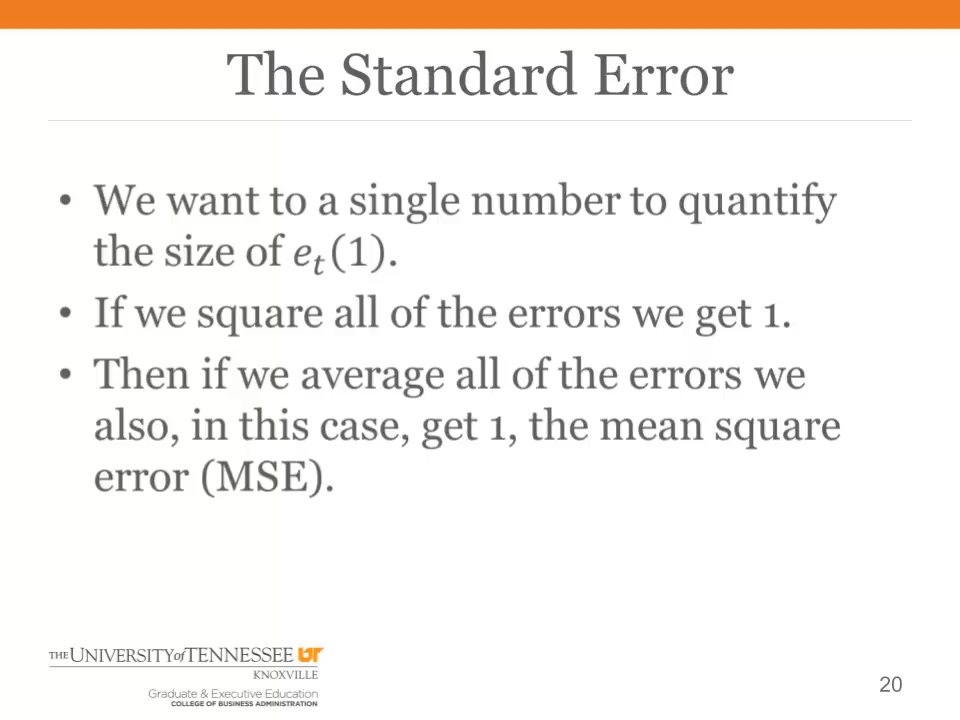 The Standard Error
• We want to a single number to quantify
the size of eₜ(1).
• If we square all of the errors we get 1.
• Then if we average all of the errors we
also, in this case, get 1, the mean square
error (MSE).
THE UNIVERSITY of TENNESSEE UT
KNOXVILLE
Graduate & Executive Education
COLLEGE OF BUSINESS ADMINISTRATION
20